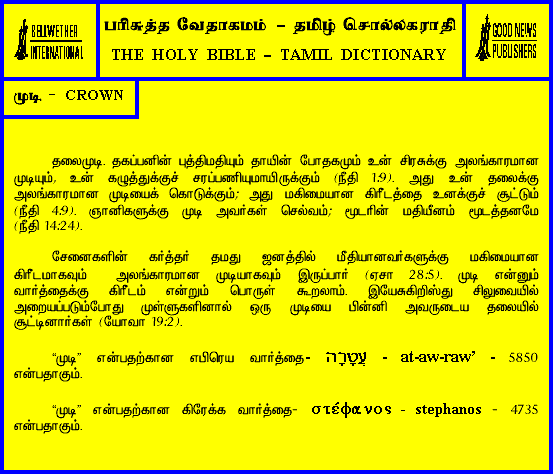 BELLWETHER
INTERNATIONAL
பரிசுத்த வேதாகமம் – தமிழ் சொல்லகராதி
THE HOLY BIBLE – TAMIL DICTIONARY
GOOD NEWS
PUBLISHERS
முடி – CROWN
தலைமுடி. தகப்பனின் புத்திமதியும் தாயின் போதகமும் உன் சிரசுக்கு அலங்காரமான
முடியும், உன் கழுத்துக்குச் சரப்பணியுமாயிருக்கும் (நீதி 1:9). அது உன் தலைக்கு
அலங்காரமான முடியைக் கொடுக்கும்; அது மகிமையான கிரீடத்தை உனக்குச் சூட்டும்
(நீதி 4:9). ஞானிகளுக்கு முடி அவர்கள் செல்வம்; மூடரின் மதியீனம் மூடத்தனமே
(நீதி 14:24).
சேனைகளின் கர்த்தர் தமது ஜனத்தில் மீதியானவர்களுக்கு மகிமையான
கிரீடமாகவும் அலங்காரமான முடியாகவும் இருப்பார் (ஏசா 28:5). முடி என்னும்
வார்த்தைக்கு கிரீடம் என்றும் பொருள் கூறலாம். இயேசுகிறிஸ்து சிலுவையில்
அறையப்படும்போது முள்ளுகளினால் ஒரு முடியை பின்னி அவருடைய தலையில்
சூட்டினார்கள் (யோவா 19:2).
“முடி” என்பதற்கான எபிரெய வார்த்தை- עֲטָרָה - at-aw-raw’ - 5850
என்பதாகும்.
“முடி” என்பதற்கான கிரேக்க வார்த்தை- στέφανος - stephanos - 4735
என்பதாகும்.